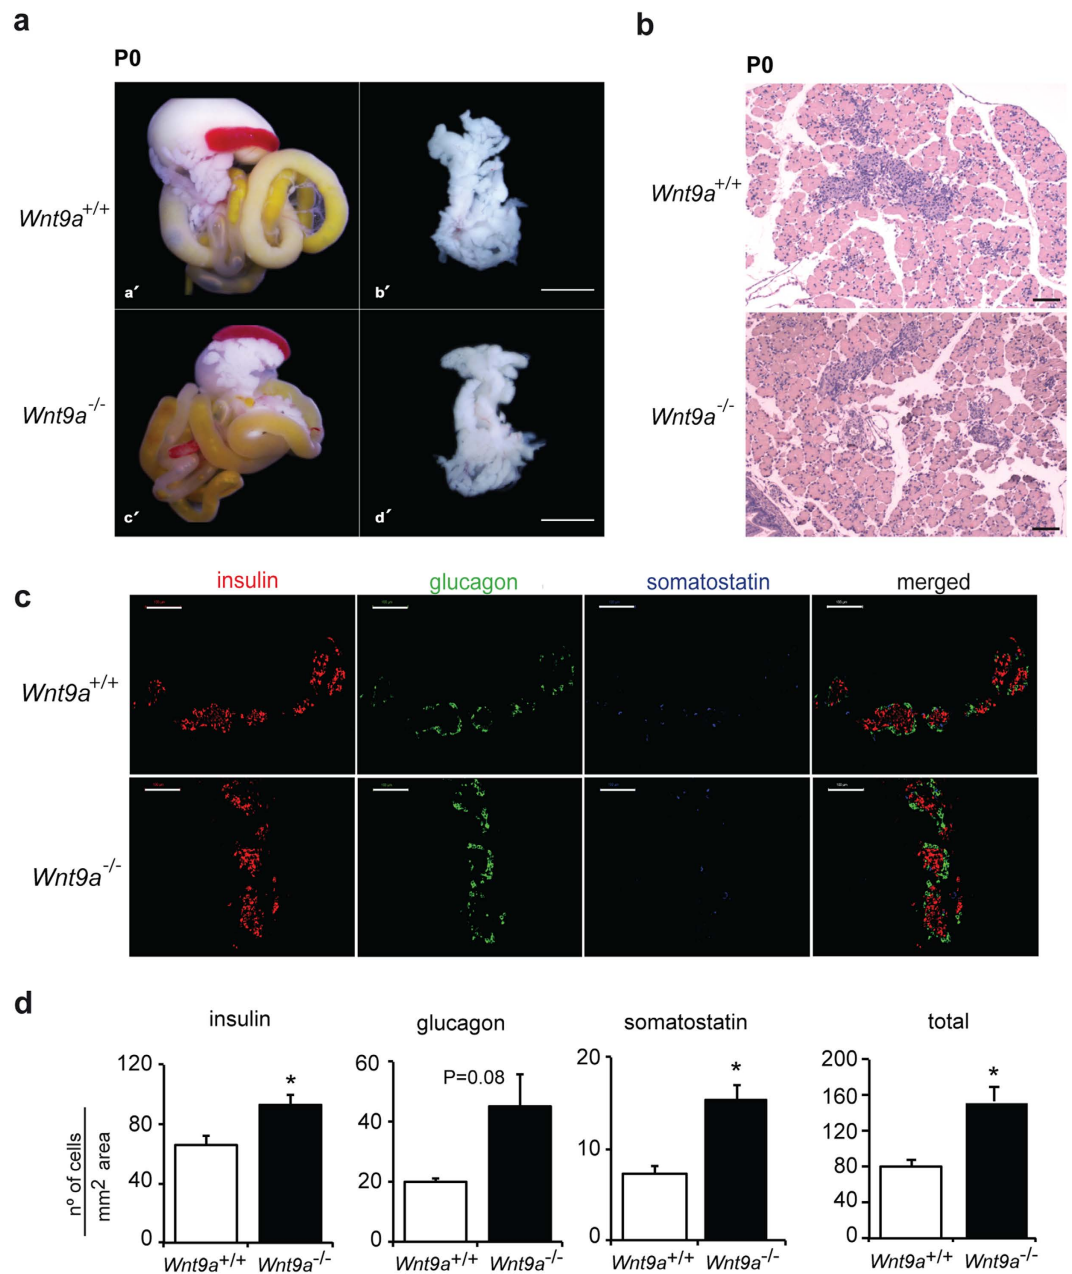 a
P0
Wnt9a+/+
a´
b´
Wnt9a-/-
c´
d´
b
P0
Wnt9a+/+
Wnt9a-/-
c
insulin
glucagon
somatostatin
merged
Wnt9a+/+
Wnt9a-/-
d
insulin
glucagon
somatostatin
total
nº of cells
mm2 area
120
80
40
0
*
Wnt9a+/+
Wnt9a-/-
60
40
20
0
P=0.08
Wnt9a+/+
Wnt9a-/-
20
10
0
*
Wnt9a+/+
Wnt9a-/-
200
160
120
80
40
0
*
Wnt9a+/+
Wnt9a-/-